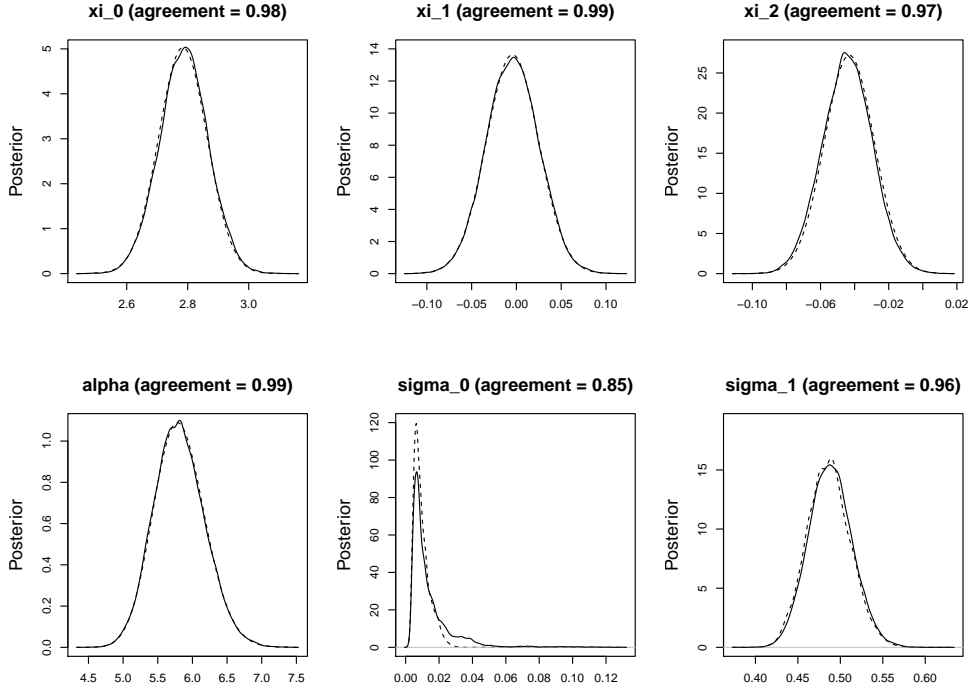 xi_0 (agreement = 0.98)
Posterior
0 1 2 3 4 5
2.6 2.8 3.0
xi_1 (agreement = 0.99)
0 2 4 6 8 10 12 14
−0.10 −0.05 0.00 0.05 0.10
xi_2 (agreement = 0.97)
Posterior
0 5 10 15 20 25
−0.10 −0.06 −0.02 0.02
alpha (agreement = 0.99)
Posterior
0.0 0.2 0.4 0.6 0.8 1.0
4.5 5.0 5.5 6.0 6.5 7.0 7.5
sigma_0 (agreement = 0.85)
Posterior
0 20 40 60 80 100 120
0.00 0.02 0.04 0.06 0.08 0.10 0.12
sigma_1 (agreement = 0.96)
Posterior
0 5 10 15
0.40 0.45 0.50 0.55 0.60